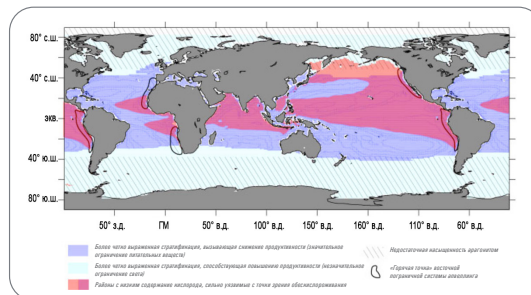 80° с.ш.
40° с.ш.
ЭКВ.
40° ю.ш.
80° ю.ш.
50° з.д. ГМ 50° в.д. 100° в.д. 150° в.д. 160° в.д. 60° в.д.
Более четко выраженная стратификация, вызывающая снижение продуктивности (значительное
ограничение питательных веществ)
Более четко выраженная стратификация, способствующая повышению продуктивности (незначительное
ограничение света)
Районы с низким содержание кислорода, сильно уязвимые с точки зрения обескислороживания
Недостаточная насыщенность арагонитом
«Горячая точка» восточной
пограничной системы апвеллинга